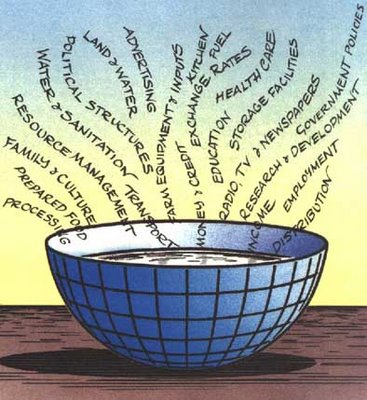 PROCESSING
PREPARED FOOD
FAMILY & CULTURE
RESOURCE MANAGEMENT
WATER & SANITATION
TRANSPORT
POLITICAL STRUCTURES
LAND & WATER
ADVERTISING
FARM EQUIPMENT & INPUTS
KITCHEN FUEL
MONEY & CREDIT
EXCHANGE RATES
EDUCATION
HEALTH CARE
STORAGE FACILITIES
RADIO, TV & NEWSPAPERS
GOVERNMENT POLICIES
RESEARCH & DEVELOPMENT
INCOME
EMPLOYMENT
DISTRIBUTION